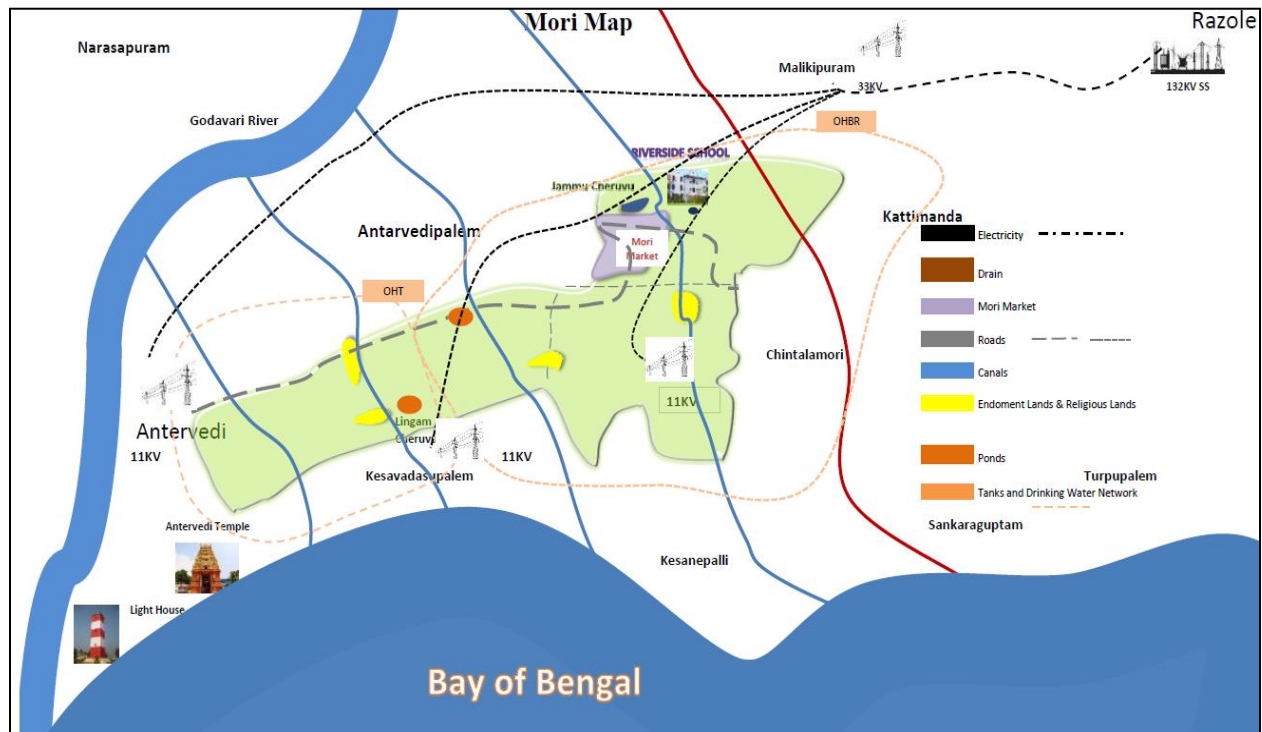 Mori Map
Razole
Narasapuram
Malikipuram
33KV
132KV SS
Godavari River
OHBR
RIVERSIDE SCHOOL
Jammu Cheruvu
Kattimanda
Antarvedipalem
Mori
Market
Electricity
Drain
OHT
Mori Market
Roads
Chintalamori
Canals
11KV
Endoment Lands & Religious Lands
Lingam
Cheruvu
Antervedi
11KV
11KV
Ponds
Kesavadasupalem
Turpupalem
Tanks and Drinking Water Network
Antervedi Temple
Sankaraguptam
Kesanepalli
Light House
Bay of Bengal